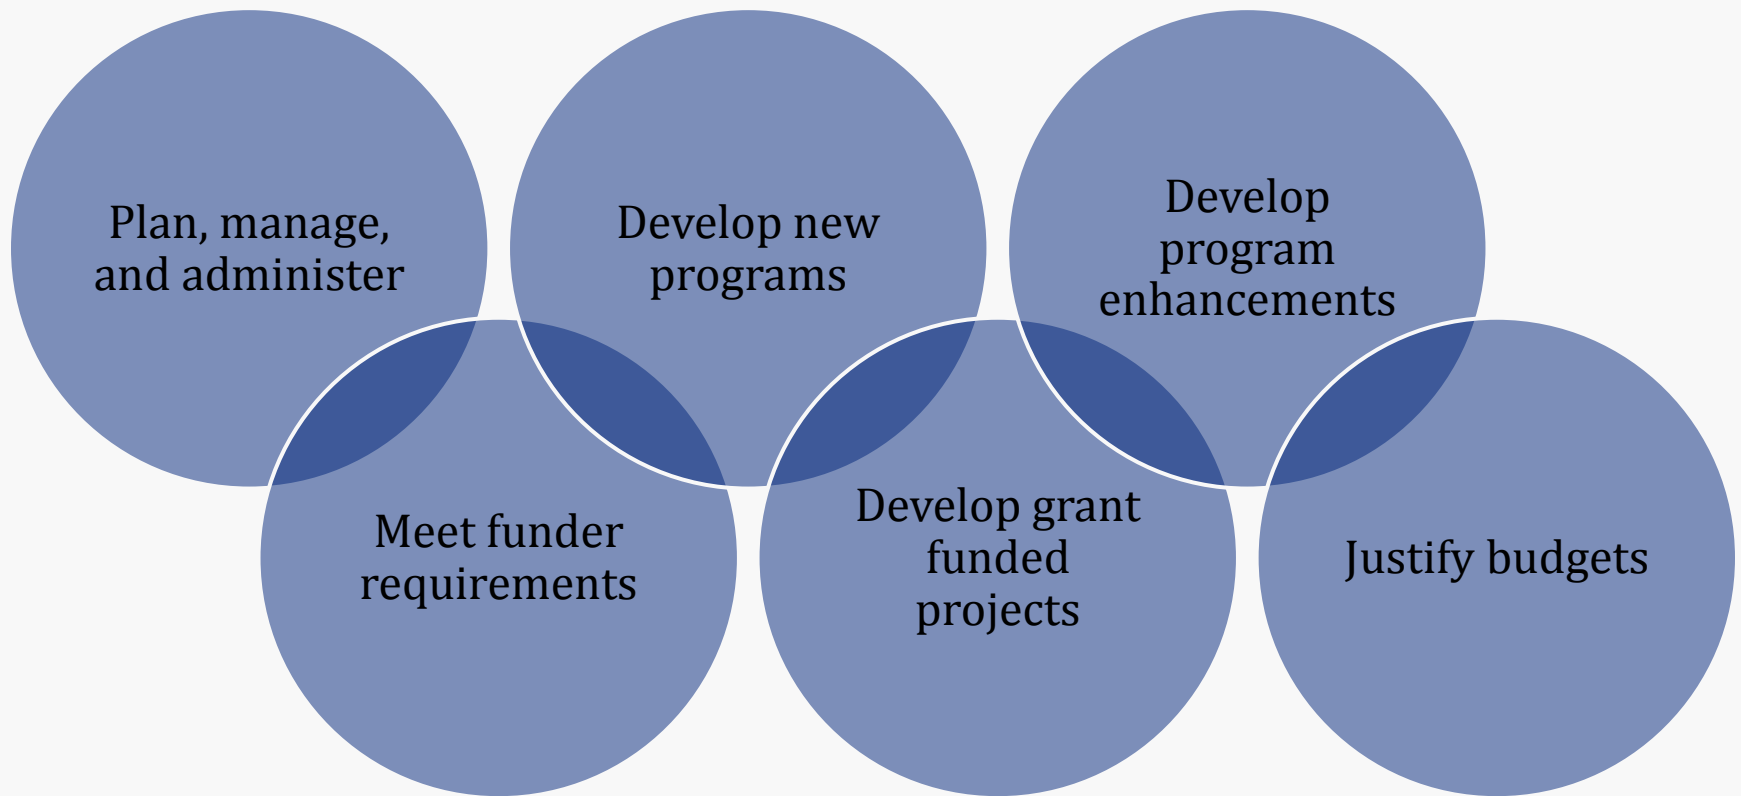 Plan, manage,
and administer
Meet funder
requirements
Develop new
programs
Develop grant
funded
projects
Develop
program
enhancements
Justify budgets